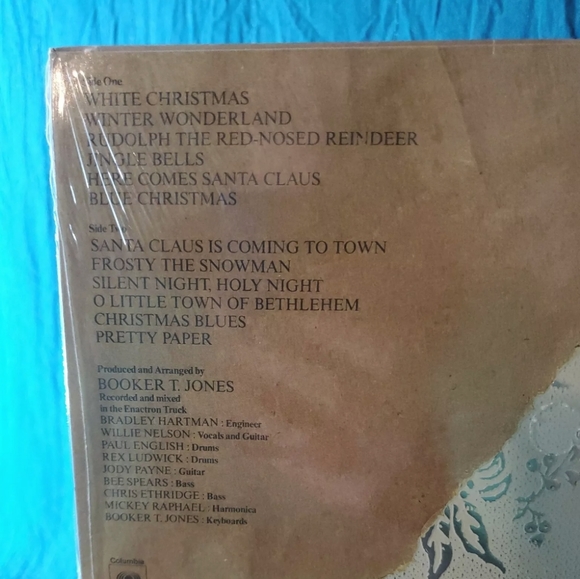 Side One
WHITE CHRISTMAS
WINTER WONDERLAND
RUDOLPH THE RED-NOSED REINDEER
JINGLE BELLS
HERE COMES SANTA CLAUS
BLUE CHRISTMAS
Side Two
SANTA CLAUS IS COMING TO TOWN
FROSTY THE SNOWMAN
SILENT NIGHT, HOLY NIGHT
O LITTLE TOWN OF BETHLEHEM
CHRISTMAS BLUES
PRETTY PAPER
Produced and Arranged by
BOOKER T. JONES
Recorded and mixed
in the Enactron Truck
BRADLEY HARTMAN : Engineer
WILLIE NELSON : Vocals and Guitar
PAUL ENGLISH : Drums
REX LUDWICK : Drums
JODY PAYNE : Guitar
BEE SPEARS : Bass
CHRIS ETHRIDGE : Bass
MICKEY RAPHAEL : Harmonica
BOOKER T. JONES : Keyboards
Columbia